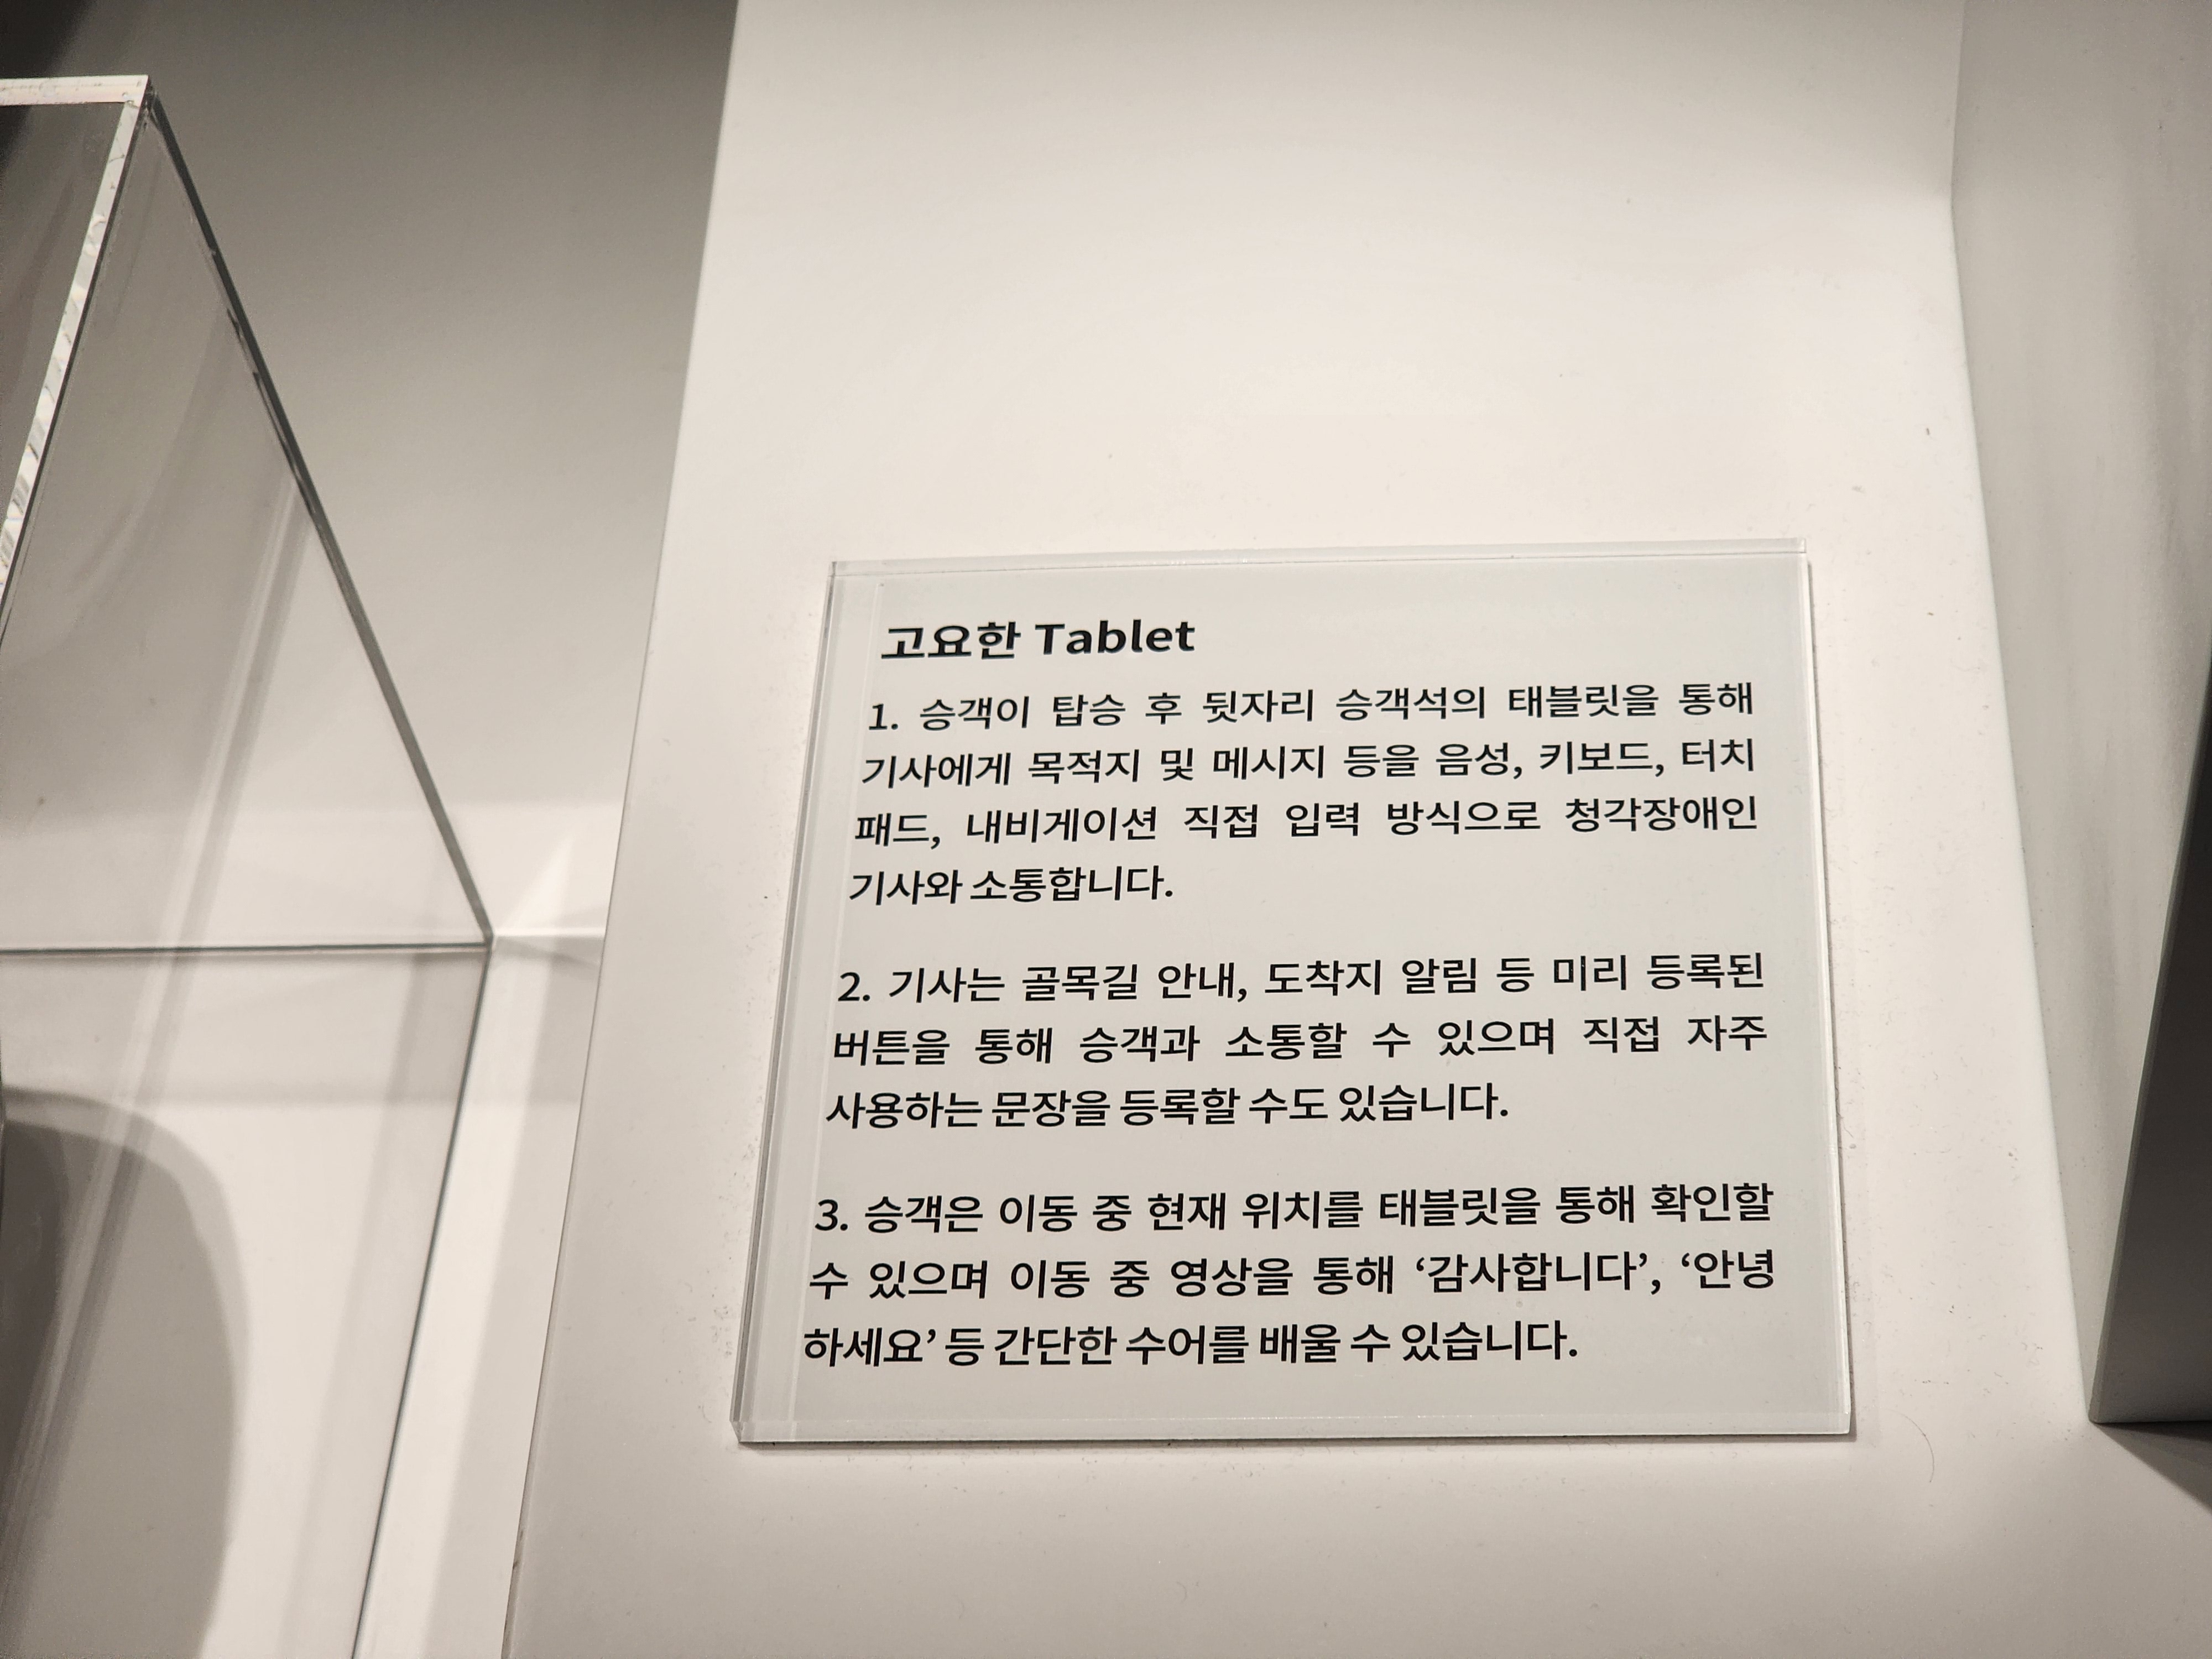 고요한 Tablet
1. 승객이 탑승 후 뒷자리 승객석의 태블릿을 통해
기사에게 목적지 및 메시지 등을 음성, 키보드, 터치
패드, 내비게이션 직접 입력 방식으로 청각장애인
기사와 소통합니다.
2. 기사는 골목길 안내, 도착지 알림 등 미리 등록된
버튼을 통해 승객과 소통할 수 있으며 직접 자주
사용하는 문장을 등록할 수도 있습니다.
3. 승객은 이동 중 현재 위치를 태블릿을 통해 확인할
수 있으며 이동 중 영상을 통해 ‘감사합니다’, ‘안녕
하세요’ 등 간단한 수어를 배울 수 있습니다.